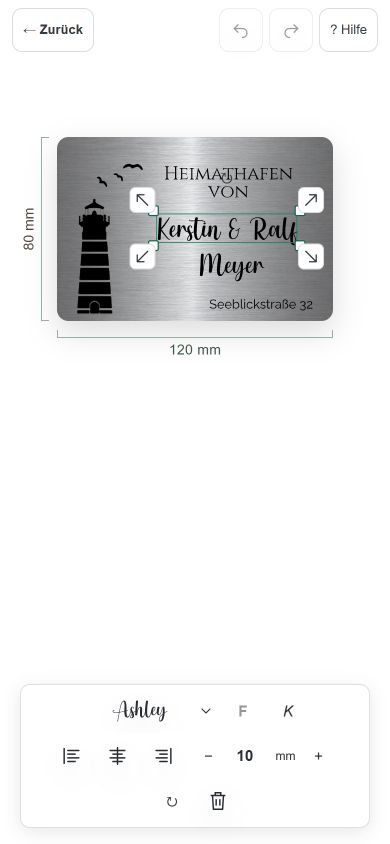 ← Zurück
? Hilfe
Heimathafen
von
Kerstin & Ralf
Meyer
Seeblickstraße 32
80 mm
120 mm
Ashley
F
K
− 10 mm +